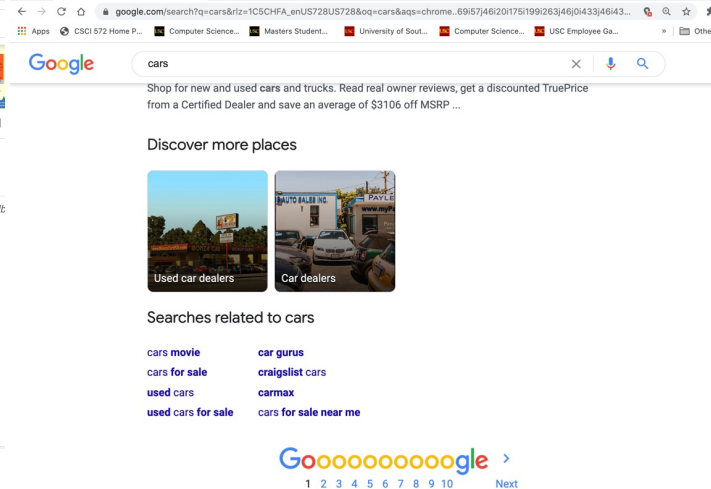 google.com/search?q=cars&rlz=1C5CHFA_enUS728US728&oq=cars&aqs=chrome..69i57j46i20i175i199i263j46j0i433j46i43...
Apps CSCI 572 Home P... Computer Science... Masters Student... University of Sout... Computer Science... USC Employee Ga... » Othe
Google cars
Shop for new and used cars and trucks. Read real owner reviews, get a discounted TruePrice
from a Certified Dealer and save an average of $3106 off MSRP ...
Discover more places
AUTO SALES INC.
PAYLE
Used car dealers
Car dealers
Searches related to cars
cars movie
car gurus
cars for sale
craigslist cars
used cars
carmax
used cars for sale
cars for sale near me
Goooooooooogle >
1 2 3 4 5 6 7 8 9 10 Next